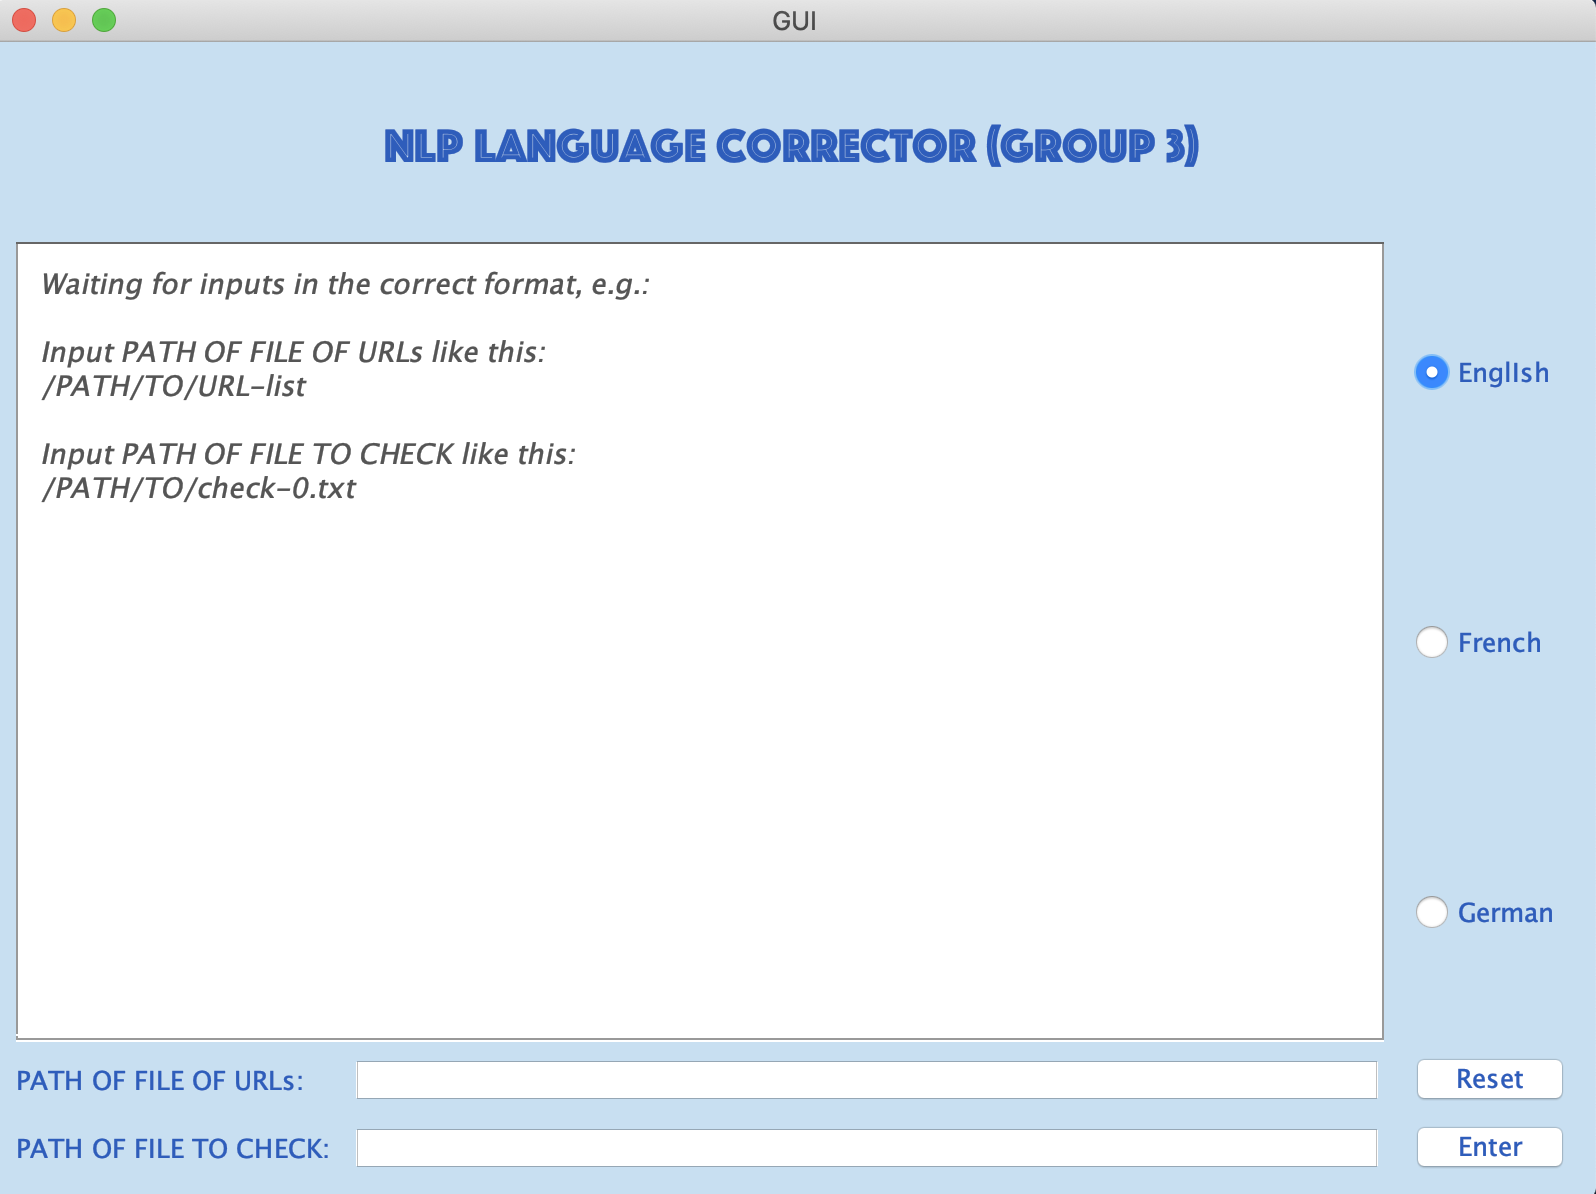 GUI
NLP LANGUAGE CORRECTOR (GROUP 3)
Waiting for inputs in the correct format, e.g.:
Input PATH OF FILE OF URLs like this:
/PATH/TO/URL-list
Input PATH OF FILE TO CHECK like this:
/PATH/TO/check-0.txt
EnglIsh
French
German
PATH OF FILE OF URLs:
Reset
PATH OF FILE TO CHECK:
Enter